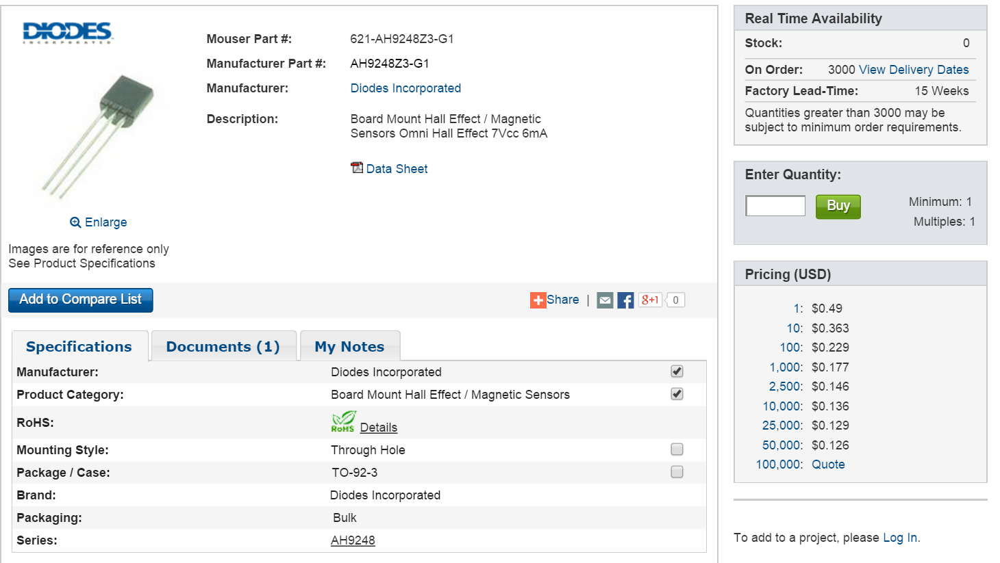 DIODES
INCORPORATED
Mouser Part #: 621-AH9248Z3-G1
Manufacturer Part #: AH9248Z3-G1
Manufacturer: Diodes Incorporated
Description: Board Mount Hall Effect / Magnetic
Sensors Omni Hall Effect 7Vcc 6mA
Data Sheet
Enlarge
Images are for reference only
See Product Specifications
Add to Compare List
Share | g+1 0
Specifications Documents (1) My Notes
Manufacturer: Diodes Incorporated
Product Category: Board Mount Hall Effect / Magnetic Sensors
RoHS: RoHS Details
Mounting Style: Through Hole
Package / Case: TO-92-3
Brand: Diodes Incorporated
Packaging: Bulk
Series: AH9248
Real Time Availability
Stock: 0
On Order: 3000 View Delivery Dates
Factory Lead-Time: 15 Weeks
Quantities greater than 3000 may be
subject to minimum order requirements.
Enter Quantity:
Buy
Minimum: 1
Multiples: 1
Pricing (USD)
1: $0.49
10: $0.363
100: $0.229
1,000: $0.177
2,500: $0.146
10,000: $0.136
25,000: $0.129
50,000: $0.126
100,000: Quote
To add to a project, please Log In.